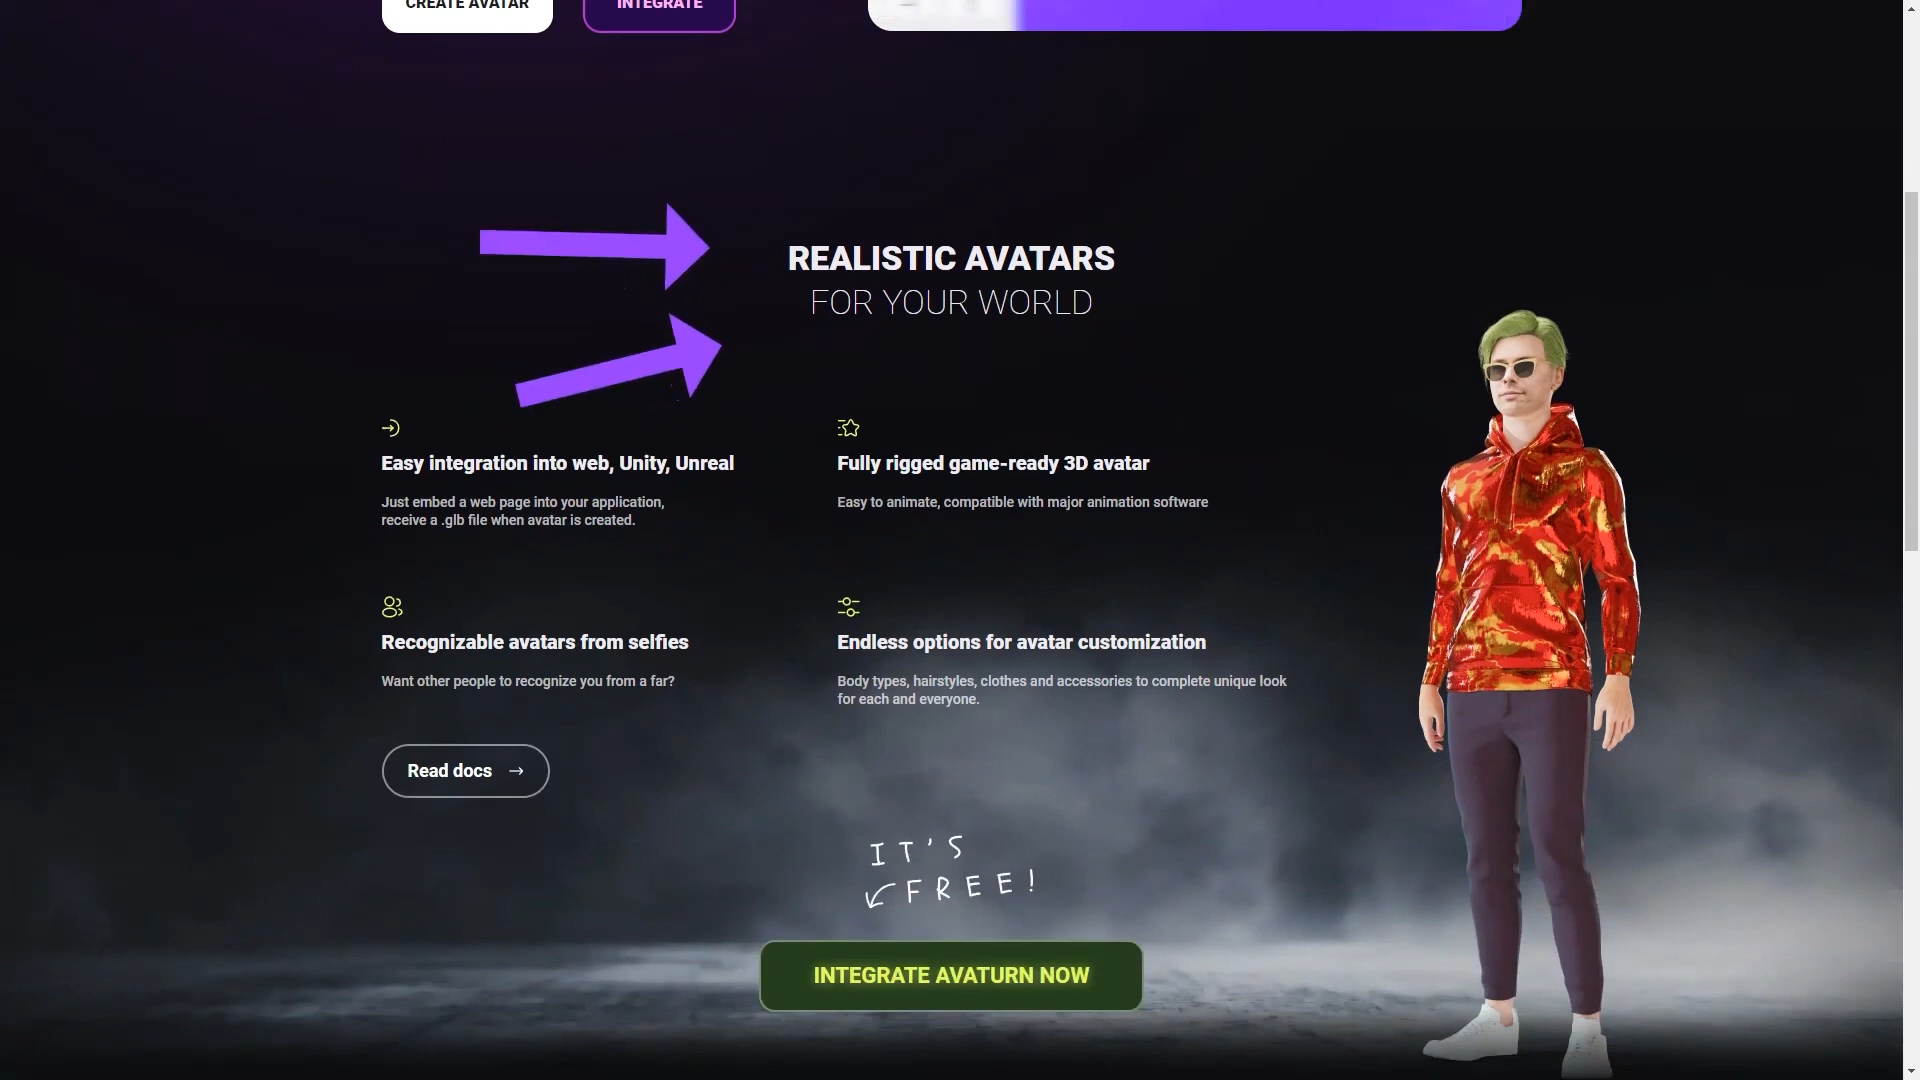 CREATE AVATAR
INTEGRATE
REALISTIC AVATARS
FOR YOUR WORLD
Easy integration into web, Unity, Unreal
Just embed a web page into your application,
receive a .glb file when avatar is created.
Fully rigged game-ready 3D avatar
Easy to animate, compatible with major animation software
Recognizable avatars from selfies
Want other people to recognize you from a far?
Endless options for avatar customization
Body types, hairstyles, clothes and accessories to complete unique look
for each and everyone.
Read docs →
IT'S
FREE!
INTEGRATE AVATURN NOW